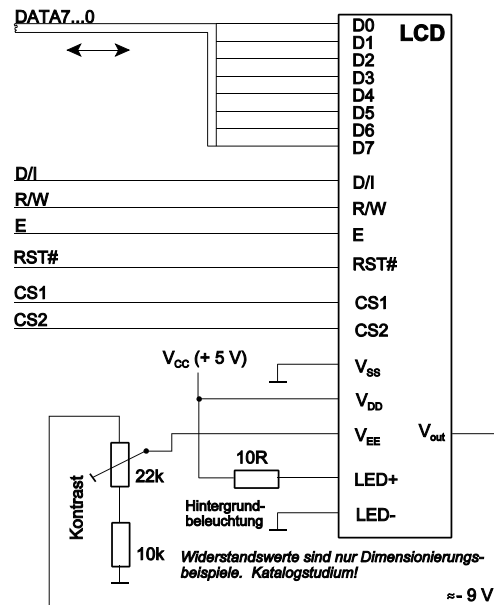 DATA7...0
D0
LCD
D1
D2
D3
D4
D5
D6
D7
D/I
D/I
R/W
R/W
E
E
RST#
RST#
CS1
CS1
CS2
CS2
VCC (+ 5 V)
VSS
VDD
VEE
Vout
10R
22k
LED+
Kontrast
Hintergrund-
beleuchtung
LED-
10k
Widerstandswerte sind nur Dimensionierungs-
beispiele. Katalogstudium!
≈- 9 V